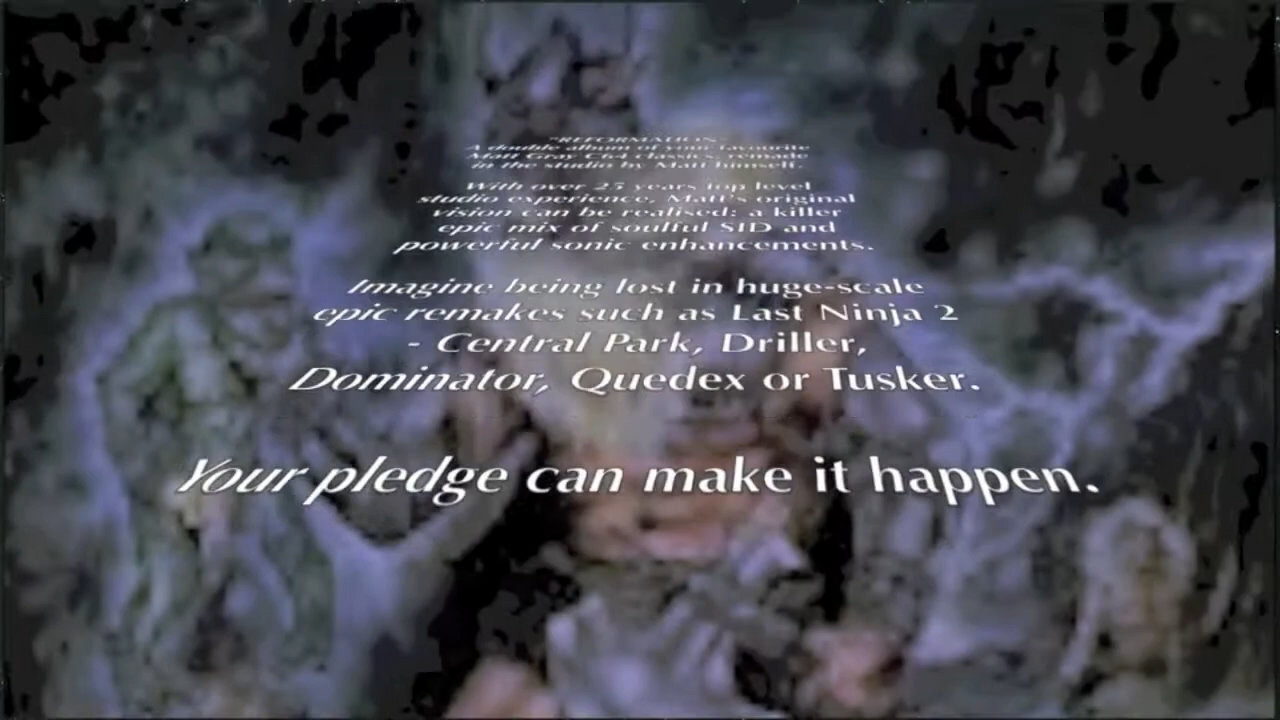 "REFORMATION"
A double album of your favourite
Matt Gray C64 classics, remade
in the studio by Matt himself.
With over 25 years top level
studio experience, Matt's original
vision can be realised: a killer
epic mix of soulful SID and
powerful sonic enhancements.
Imagine being lost in huge-scale
epic remakes such as Last Ninja 2
- Central Park, Driller,
Dominator, Quedex or Tusker.
Your pledge can make it happen.